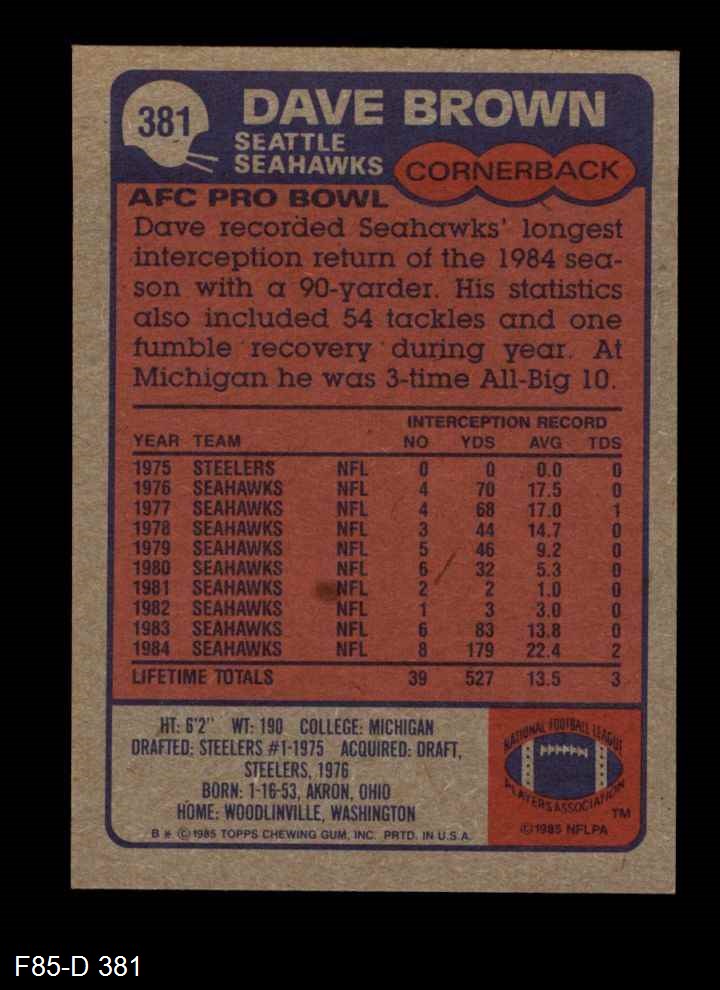 381
DAVE BROWN
SEATTLE
SEAHAWKS
CORNERBACK
AFC PRO BOWL
Dave recorded Seahawks' longest
interception return of the 1984 sea-
son with a 90-yarder. His statistics
also included 54 tackles and one
fumble recovery during year. At
Michigan he was 3-time All-Big 10.
INTERCEPTION RECORD
YEAR TEAM NO YDS AVG TDS
1975 STEELERS NFL 0 0 0.0 0
1976 SEAHAWKS NFL 4 70 17.5 0
1977 SEAHAWKS NFL 4 68 17.0 1
1978 SEAHAWKS NFL 3 44 14.7 0
1979 SEAHAWKS NFL 5 46 9.2 0
1980 SEAHAWKS NFL 6 32 5.3 0
1981 SEAHAWKS NFL 2 2 1.0 0
1982 SEAHAWKS NFL 1 3 3.0 0
1983 SEAHAWKS NFL 6 83 13.8 0
1984 SEAHAWKS NFL 8 179 22.4 2
LIFETIME TOTALS 39 527 13.5 3
HT: 6'2" WT: 190 COLLEGE: MICHIGAN
DRAFTED: STEELERS #1-1975 ACQUIRED: DRAFT,
STEELERS, 1976
BORN: 1-16-53, AKRON, OHIO
HOME: WOODLINVILLE, WASHINGTON
B * © 1985 TOPPS CHEWING GUM, INC. PRTD. IN U.S.A.
NATIONAL FOOTBALL LEAGUE
PLAYERS ASSOCIATION
TM
© 1985 NFLPA
F85-D 381